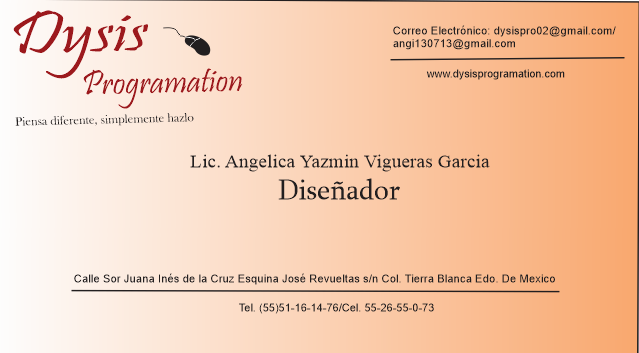 Dysis
Programation
Piensa diferente, simplemente hazlo
Correo Electrónico: dysispro02@gmail.com/
angi130713@gmail.com
www.dysisprogramation.com
Lic. Angelica Yazmin Vigueras Garcia
Diseñador
Calle Sor Juana Inés de la Cruz Esquina José Revueltas s/n Col. Tierra Blanca Edo. De Mexico
Tel. (55)51-16-14-76/Cel. 55-26-55-0-73